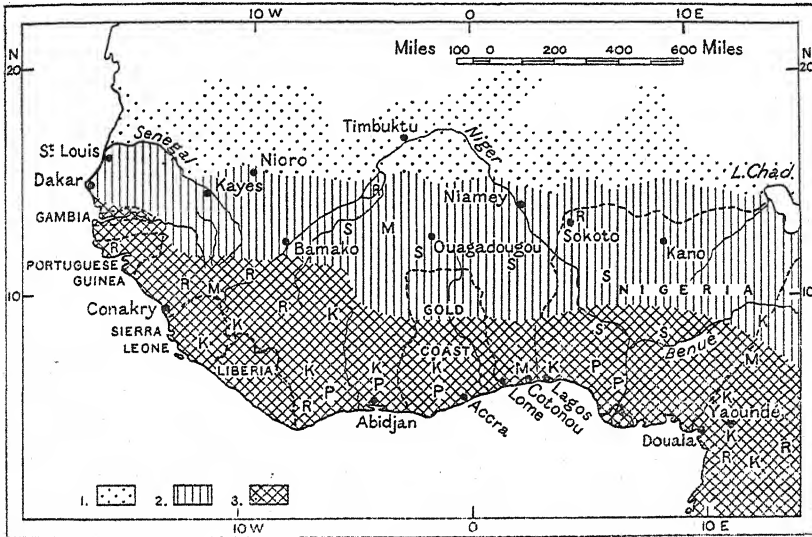 10 W 0 10 E
N 20
20 N
Miles 100 0 200 400 600 Miles
Timbuktu
Niger
Senegal
St Louis
Nioro
L.Chad.
Dakar
Kayes
R
Niamey
R
GAMBIA
S
M
Sokoto
Bamako
S
Ouagadougou
Kano
R
S
S
PORTUGUESE
GUINEA
R M R
NIGERIA
10
10
R
GOLD
Conakry
K
K
S
S
K
SIERRA
LEONE
K
COAST
Benue
M
LIBERIA
K K K M K P P
R P P P
K
Lagos
Cotonou
Lome
Accra
Abidjan
Yaoundé
Douala
K
R K R
1. 2. 3.
10 W 0 10 E